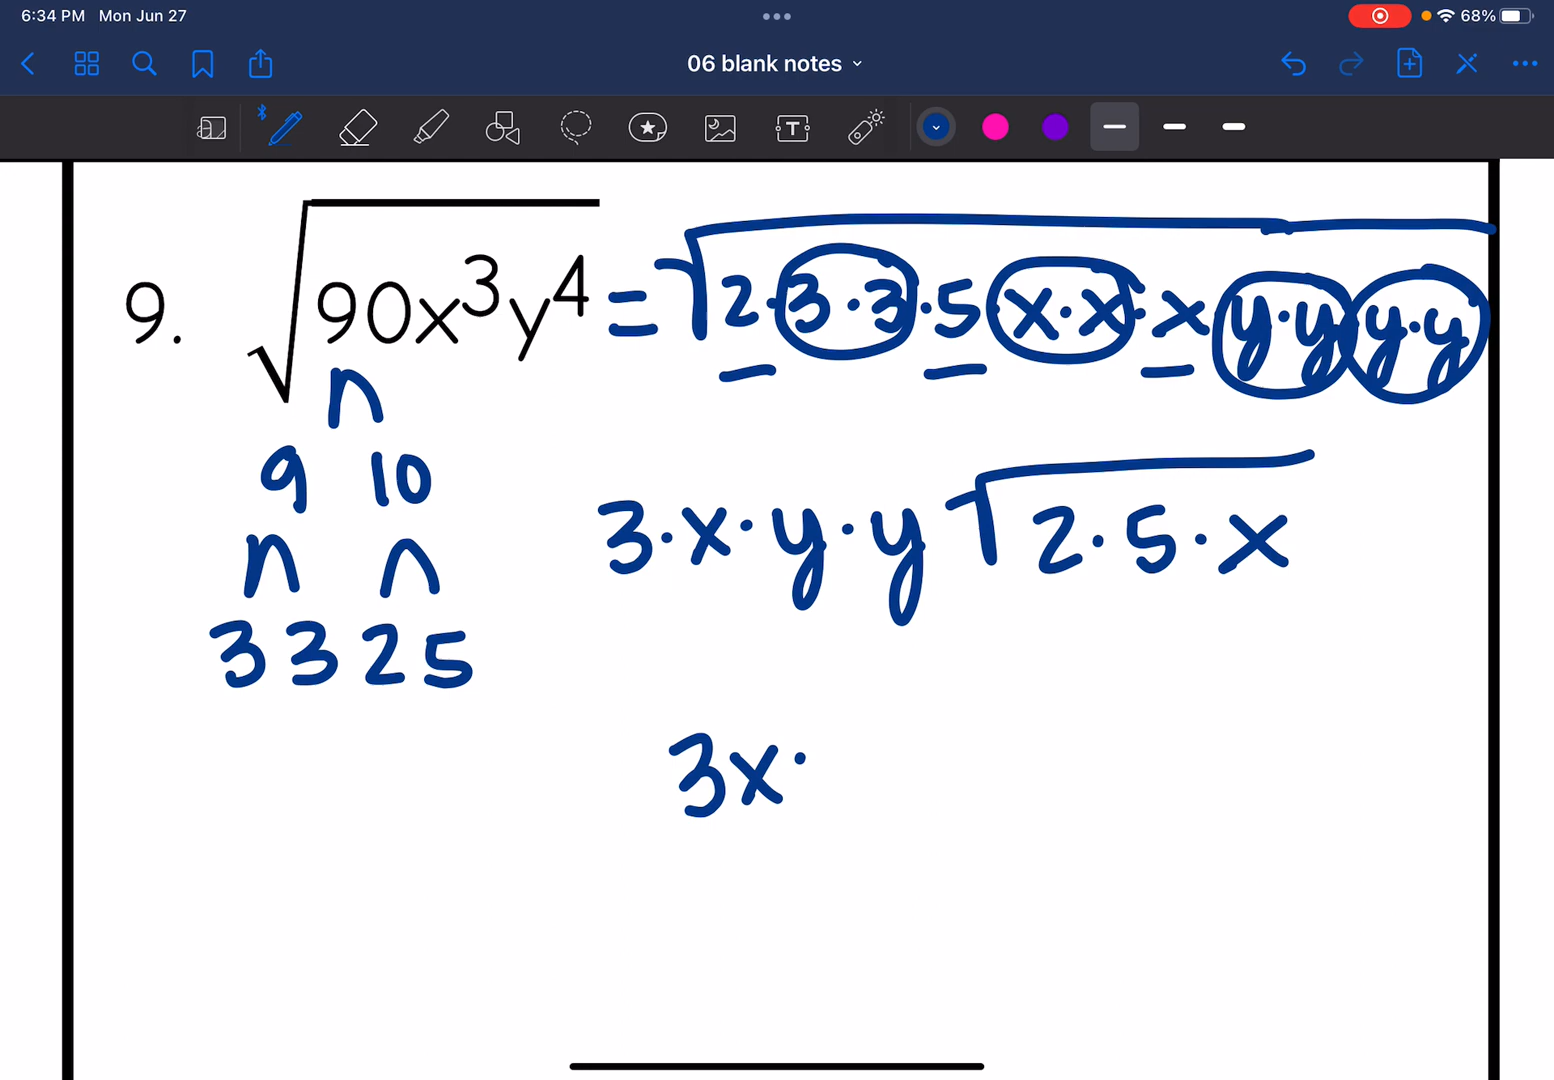 6:34 PM Mon Jun 27
68%
06 blank notes
T
9. √90x³y⁴ = √2·3·3·5 x·x·x y·y y·y
9 10
3 3 2 5
3·x·y·y √2·5·x
3x·